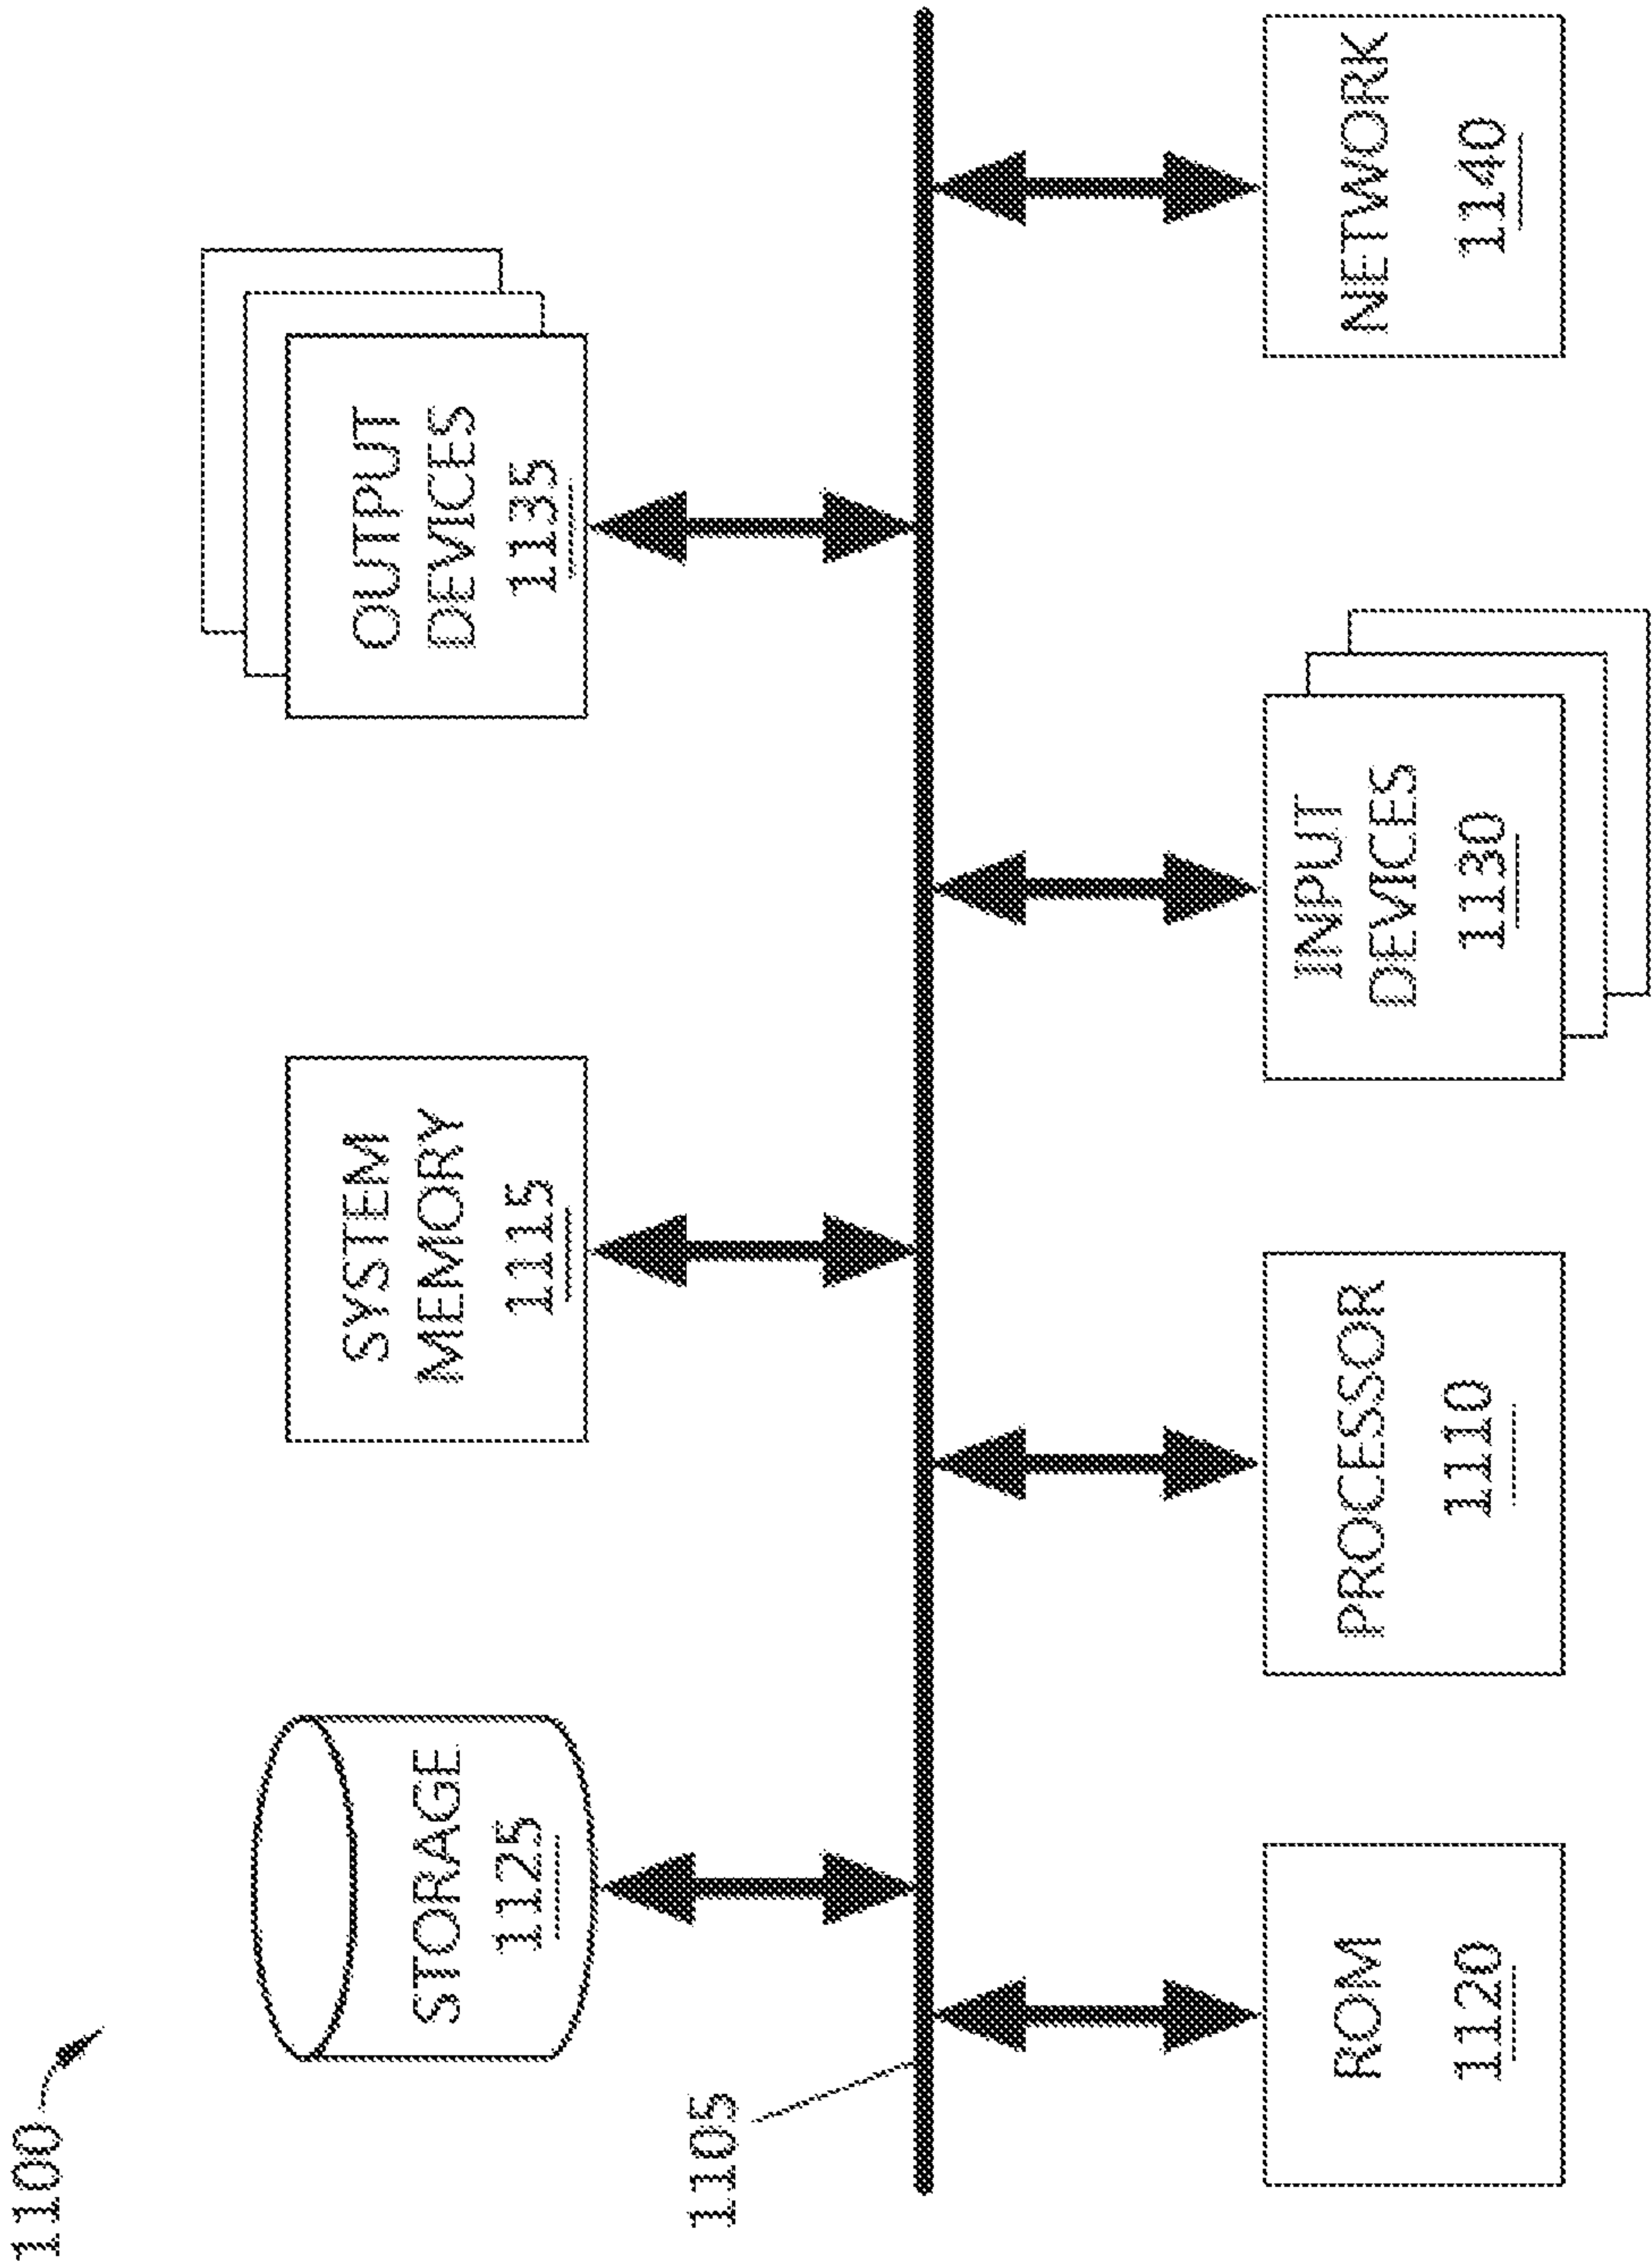 1100
STORAGE
1125
SYSTEM
MEMORY
1115
OUTPUT
DEVICES
1135
1105
ROM
1120
PROCESSOR
1110
INPUT
DEVICES
1130
NETWORK
1140